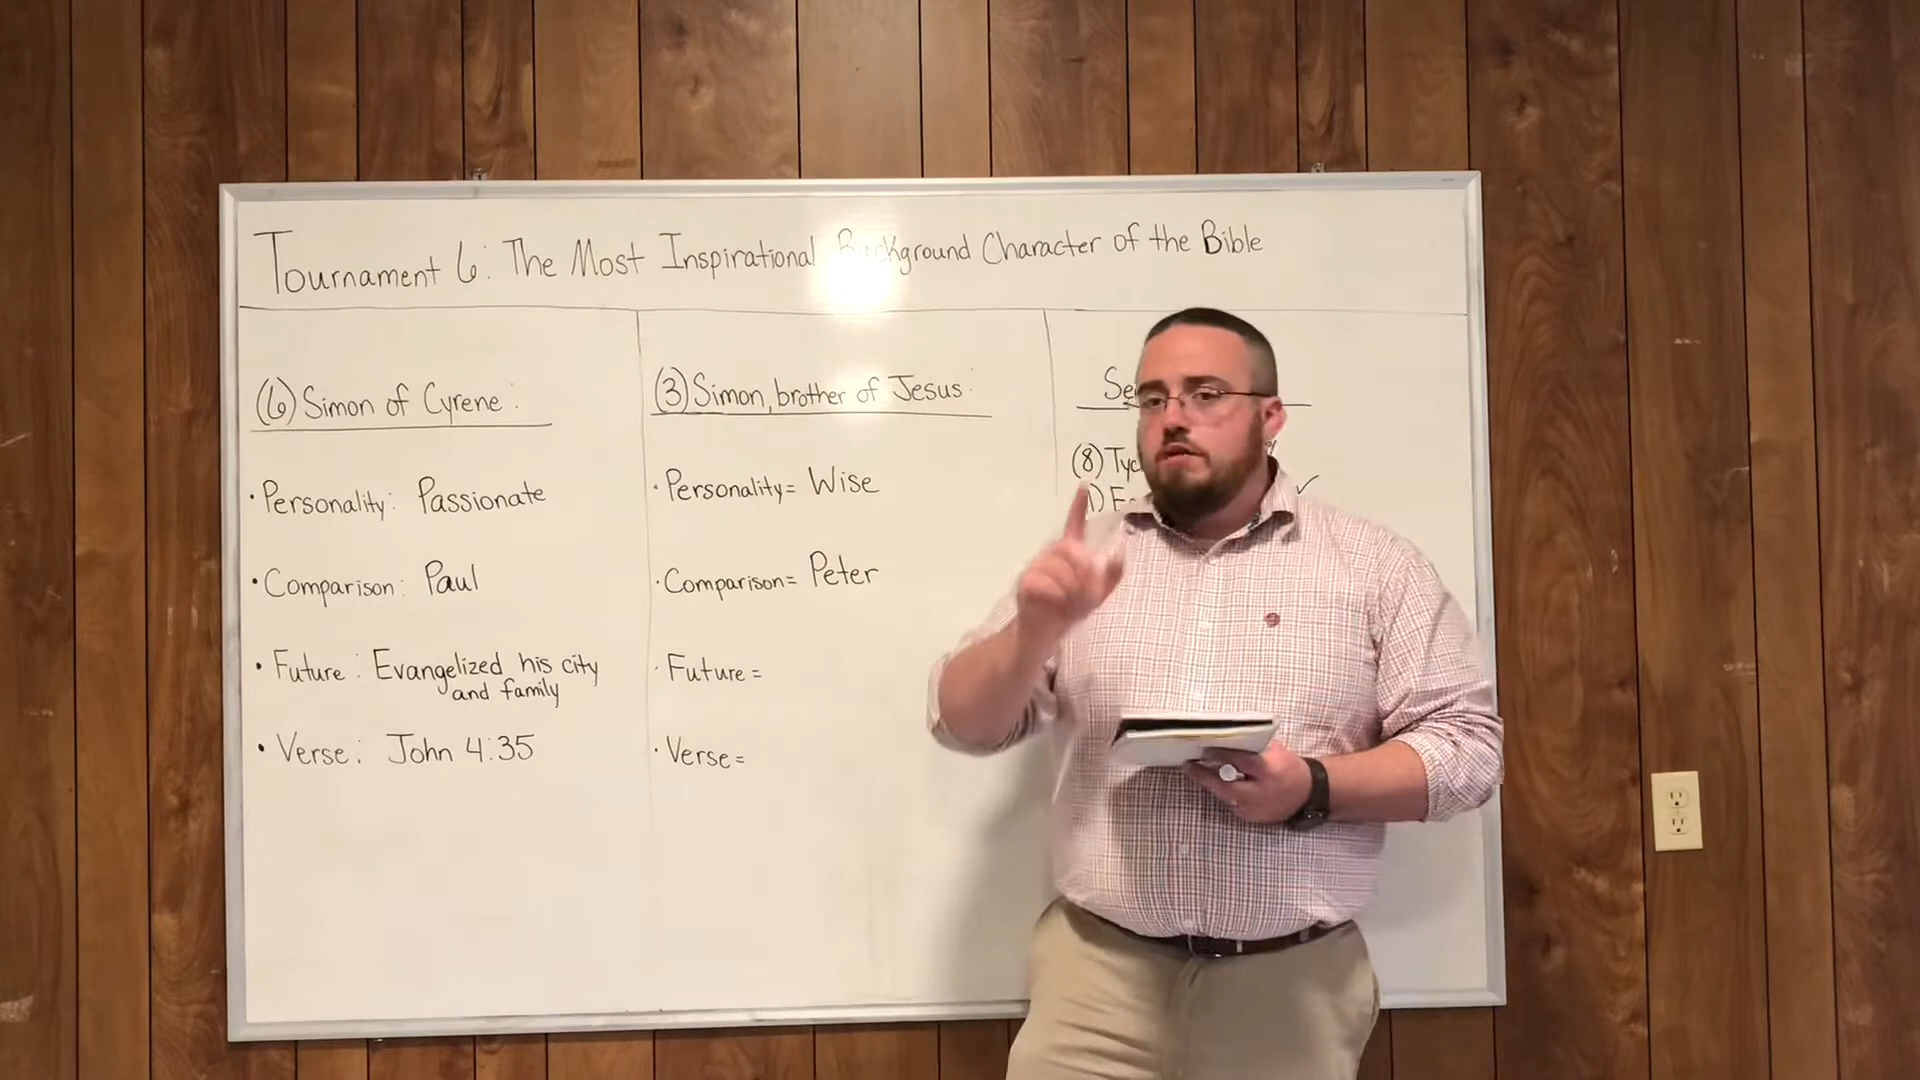 Tournament 6: The Most Inspirational Background Character of the Bible
(6) Simon of Cyrene:
• Personality: Passionate
• Comparison: Paul
• Future: Evangelized his city
and family
• Verse: John 4:35
(3) Simon, brother of Jesus:
• Personality= Wise
• Comparison= Peter
• Future =
• Verse =
(8)
✓